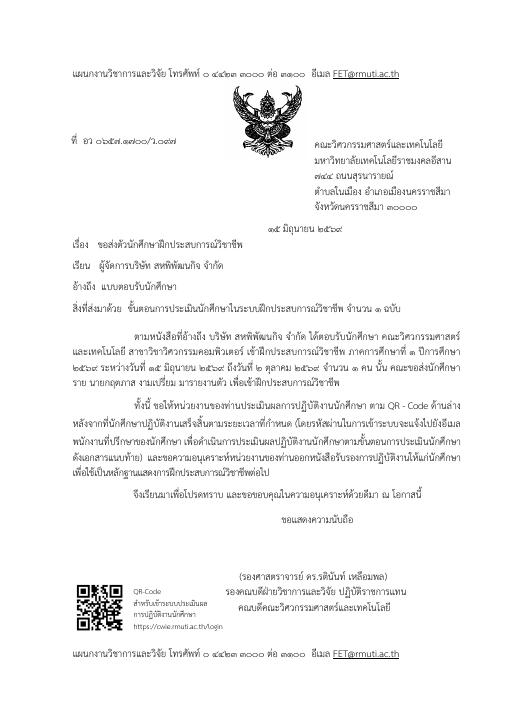 แผนกงานวิชาการและวิจัย โทรศัพท์ ๐ ๔๔๒๓ ๓๐๐๐ ต่อ ๓๑๐๐ อีเมล FET@rmuti.ac.th
ที่ อว ๐๖๕๗.๑๗๐๐/ว.๐๙๗
คณะวิศวกรรมศาสตร์และเทคโนโลยี
มหาวิทยาลัยเทคโนโลยีราชมงคลอีสาน
๗๔๔ ถนนสุรนารายณ์
ตำบลในเมือง อำเภอเมืองนครราชสีมา
จังหวัดนครราชสีมา ๓๐๐๐๐
๑๕ มิถุนายน ๒๕๖๙
เรื่อง ขอส่งตัวนักศึกษาฝึกประสบการณ์วิชาชีพ
เรียน ผู้จัดการบริษัท สหพิพัฒนกิจ จำกัด
อ้างถึง แบบตอบรับนักศึกษา
สิ่งที่ส่งมาด้วย ขั้นตอนการประเมินนักศึกษาในระบบฝึกประสบการณ์วิชาชีพ จำนวน ๑ ฉบับ
ตามหนังสือที่อ้างถึง บริษัท สหพิพัฒนกิจ จำกัด ได้ตอบรับนักศึกษา คณะวิศวกรรมศาสตร์
และเทคโนโลยี สาขาวิชาวิศวกรรมคอมพิวเตอร์ เข้าฝึกประสบการณ์วิชาชีพ ภาคการศึกษาที่ ๑ ปีการศึกษา
๒๕๖๙ ระหว่างวันที่ ๑๕ มิถุนายน ๒๕๖๙ ถึงวันที่ ๒ ตุลาคม ๒๕๖๙ จำนวน ๑ คน นั้น คณะขอส่งนักศึกษา
ราย นายกฤตภาส งามเปรี่ยม มารายงานตัว เพื่อเข้าฝึกประสบการณ์วิชาชีพ
ทั้งนี้ ขอให้หน่วยงานของท่านประเมินผลการปฏิบัติงานนักศึกษา ตาม QR - Code ด้านล่าง
หลังจากที่นักศึกษาปฏิบัติงานเสร็จสิ้นตามระยะเวลาที่กำหนด (โดยรหัสผ่านในการเข้าระบบจะแจ้งไปยังอีเมล
พนักงานที่ปรึกษาของนักศึกษา เพื่อดำเนินการประเมินผลปฏิบัติงานนักศึกษาตามขั้นตอนการประเมินนักศึกษา
ดังเอกสารแนบท้าย) และขอความอนุเคราะห์หน่วยงานของท่านออกหนังสือรับรองการปฏิบัติงานให้แก่นักศึกษา
เพื่อใช้เป็นหลักฐานแสดงการฝึกประสบการณ์วิชาชีพต่อไป
จึงเรียนมาเพื่อโปรดทราบ และขอขอบคุณในความอนุเคราะห์ด้วยดีมา ณ โอกาสนี้
ขอแสดงความนับถือ
(รองศาสตราจารย์ ดร.รตินันท์ เหลือมพล)
รองคณบดีฝ่ายวิชาการและวิจัย ปฏิบัติราชการแทน
คณบดีคณะวิศวกรรมศาสตร์และเทคโนโลยี
QR-Code
สำหรับเข้าระบบประเมินผล
การปฏิบัติงานนักศึกษา
https://cwie.rmuti.ac.th/login
แผนกงานวิชาการและวิจัย โทรศัพท์ ๐ ๔๔๒๓ ๓๐๐๐ ต่อ ๓๑๐๐ อีเมล FET@rmuti.ac.th